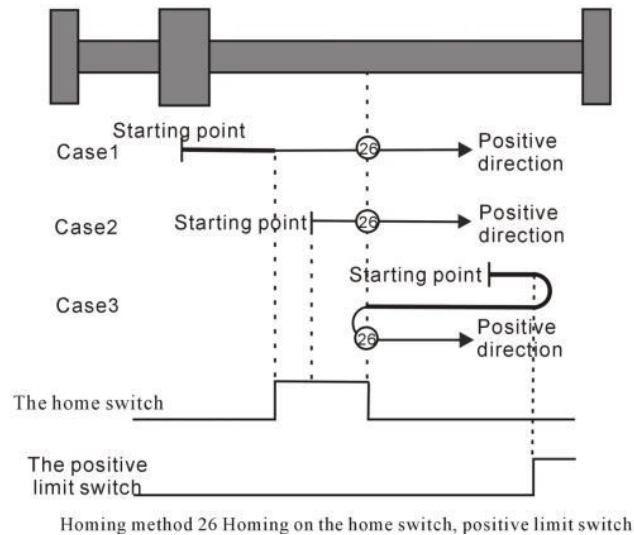 Starting point
Case1
26
Positive
direction
Case2
Starting point
26
Positive
direction
Starting point
Case3
26
Positive
direction
The home switch
The positive
limit switch
Homing method 26 Homing on the home switch, positive limit switch